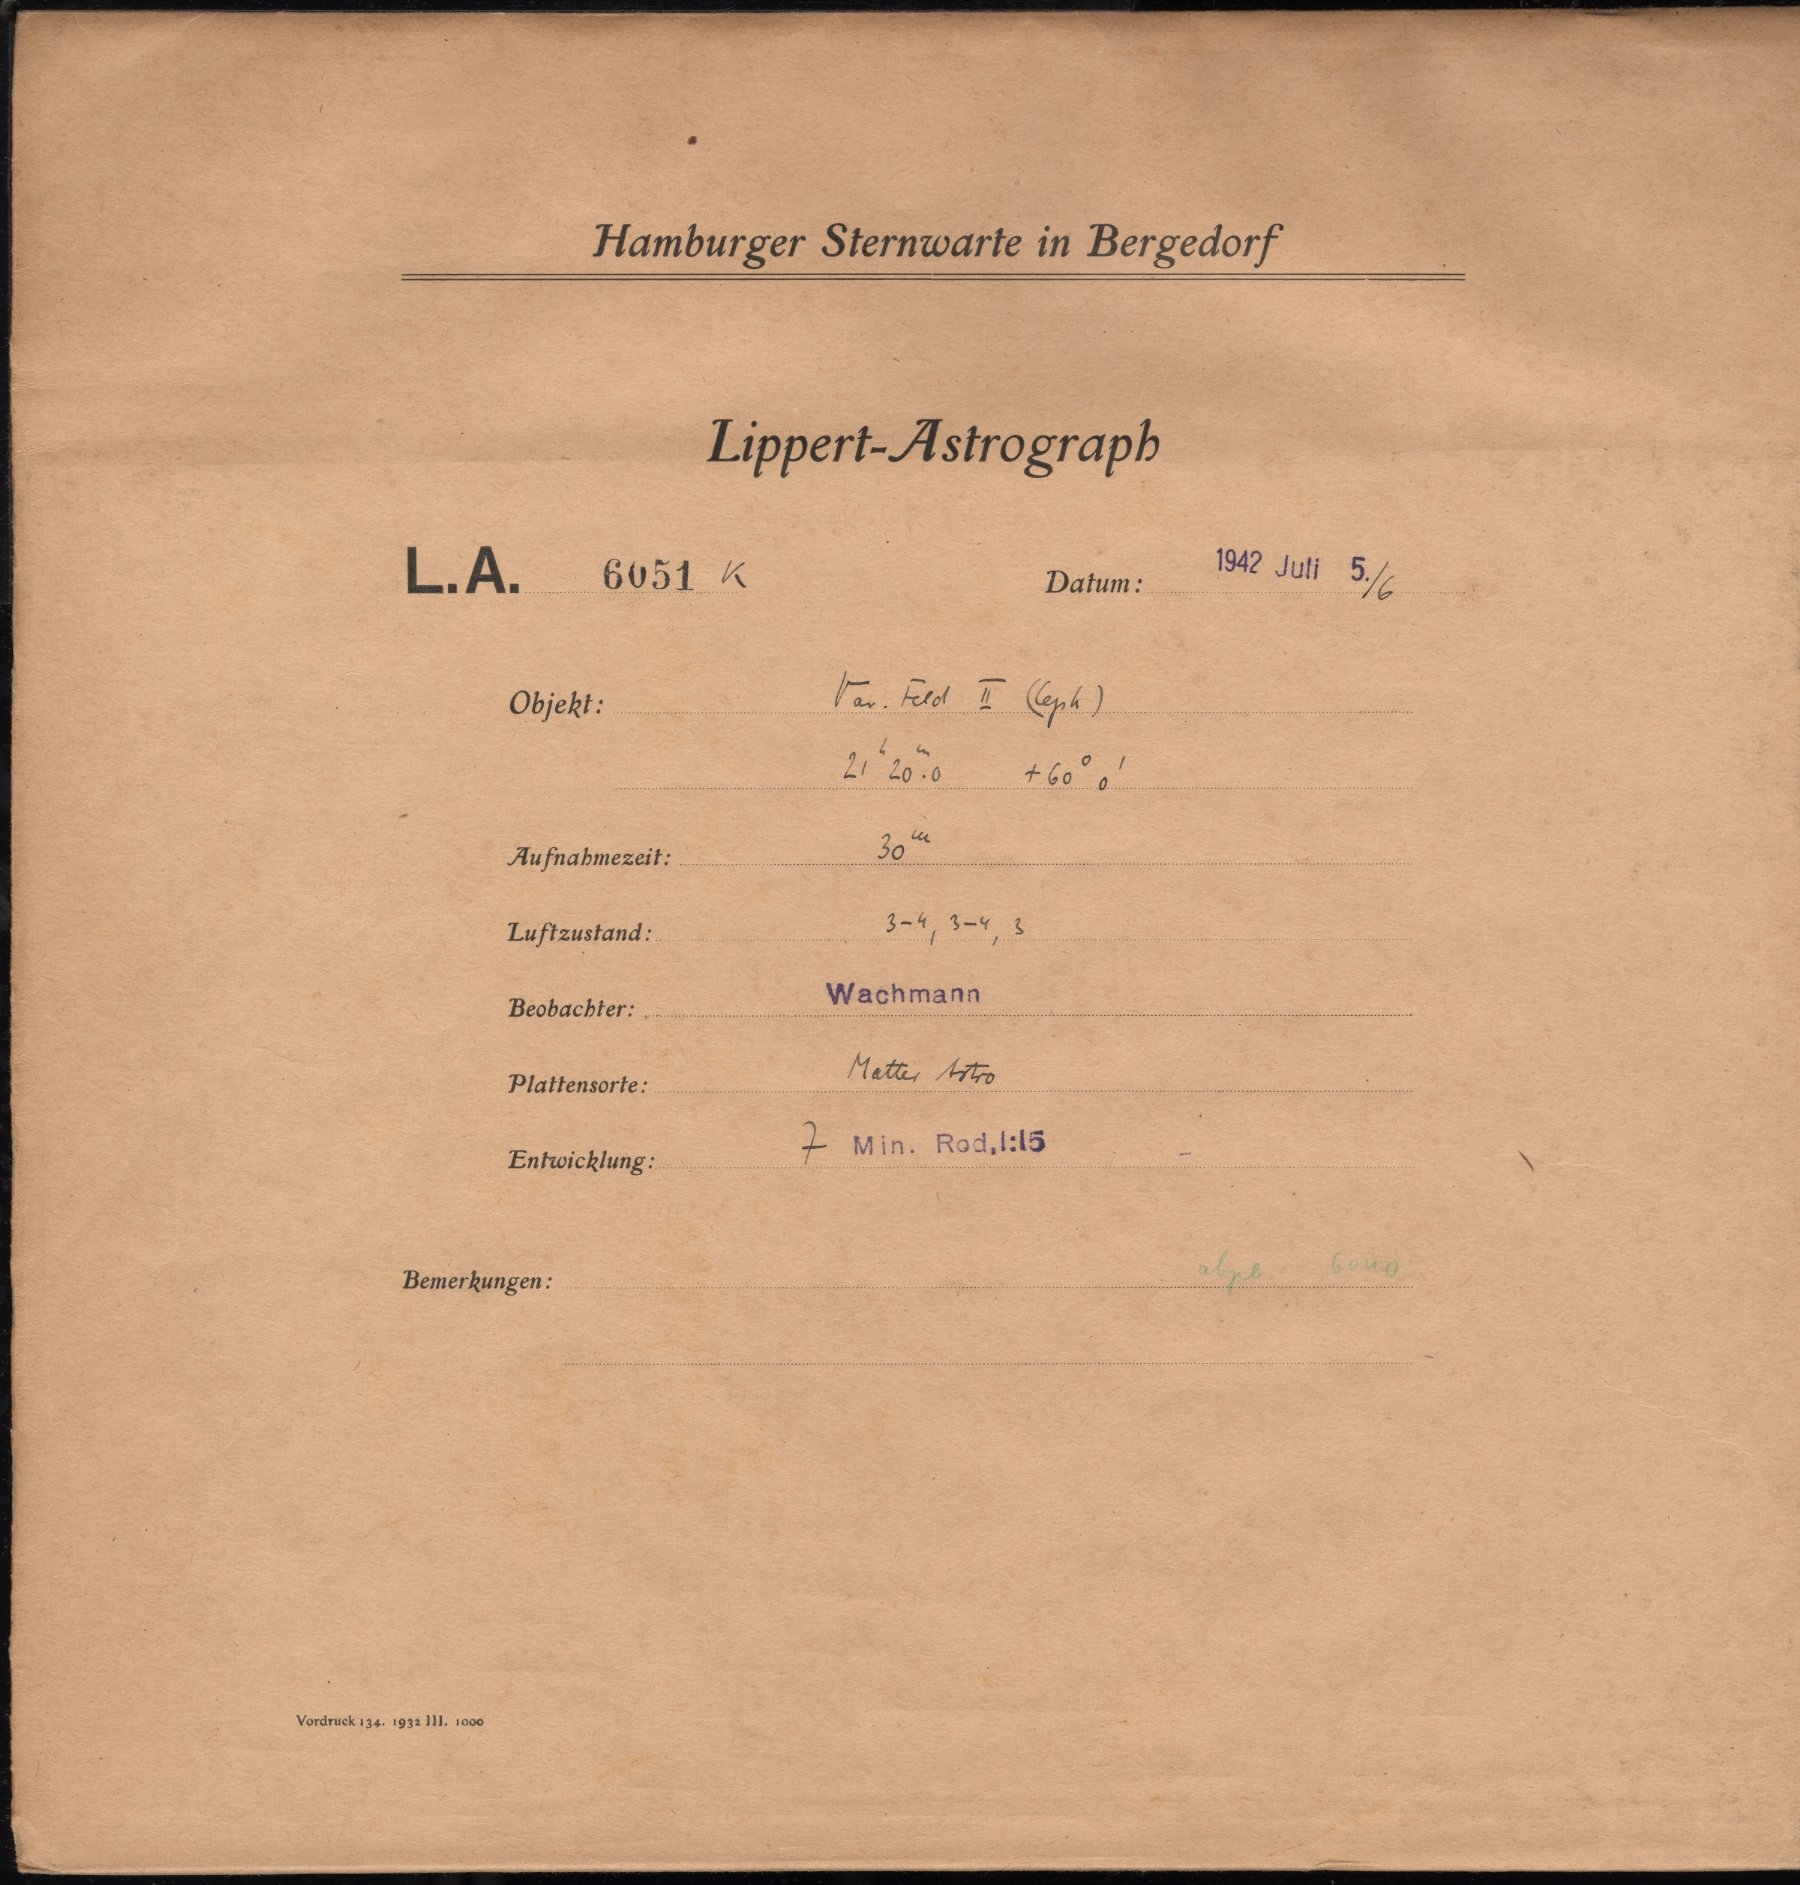 Hamburger Sternwarte in Bergedorf
Lippert-Astrograph
L.A. 6051 K Datum: 1942 Juli 5./6
Objekt: Var. Feld II (Ceph)
21ʰ 20ᵐ.0 +60° 0'
Aufnahmezeit: 30ᵐ
Luftzustand: 3-4, 3-4, 3
Beobachter: Wachmann
Plattensorte: Matter Astro
Entwicklung: 7 Min. Rod. 1:15 -
Bemerkungen: 6040
Vordruck 134. 1932 III. 1000